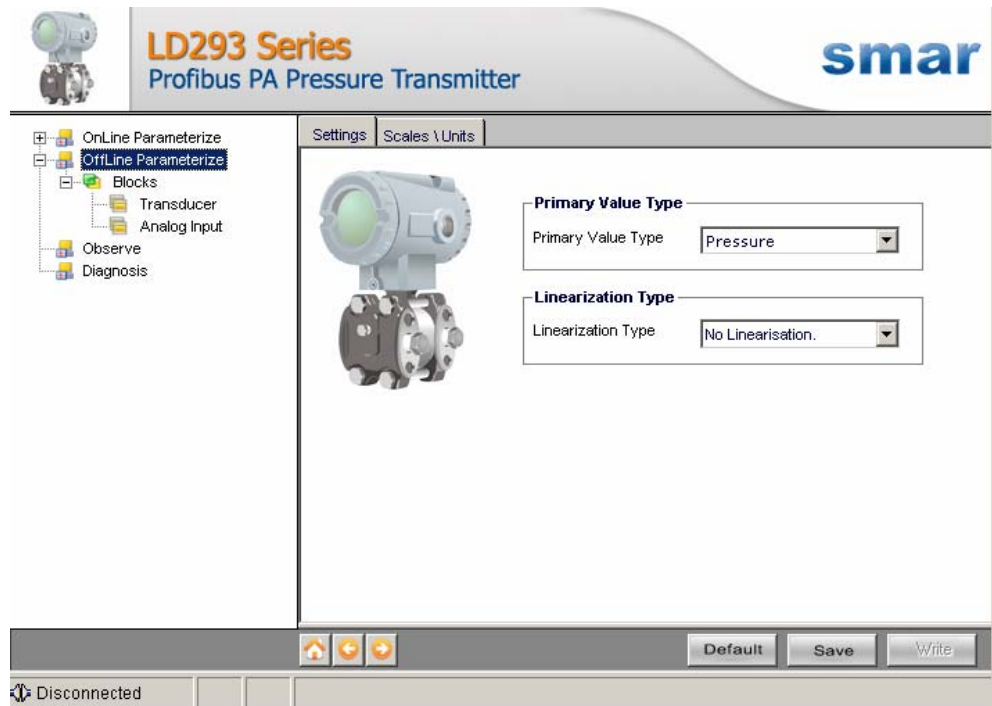 LD293 Series
Profibus PA Pressure Transmitter
smar
OnLine Parameterize
OffLine Parameterize
Blocks
Transducer
Analog Input
Observe
Diagnosis
Settings
Scales \ Units
Primary Value Type
Primary Value Type
Pressure
Linearization Type
Linearization Type
No Linearisation.
Default
Save
Write
Disconnected